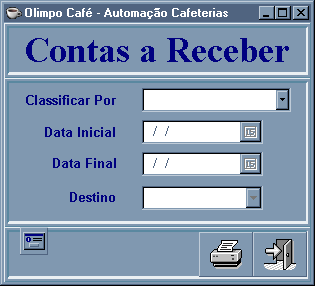 Olimpo Café - Automação Cafeterias
Contas a Receber
Classificar Por
Data Inicial / /
Data Final / /
Destino